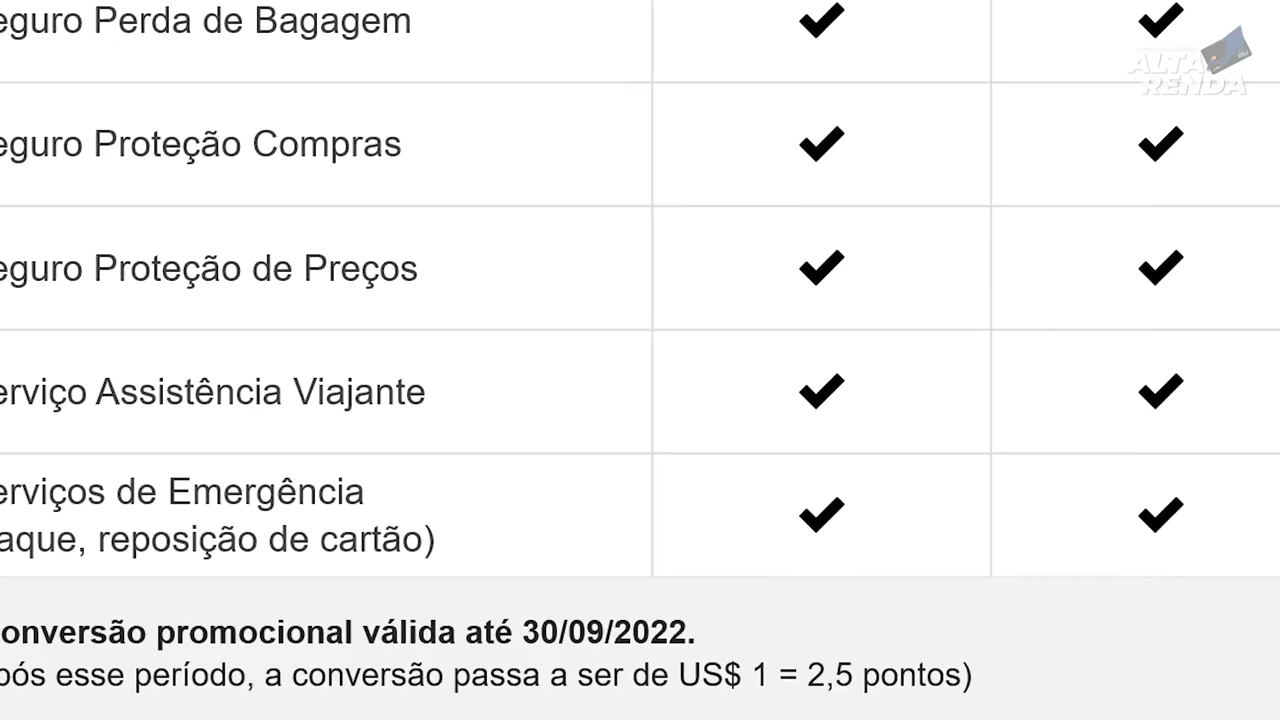 eguro Perda de Bagagem
ALTA
RENDA
eguro Proteção Compras
eguro Proteção de Preços
erviço Assistência Viajante
erviços de Emergência
aque, reposição de cartão)
onversão promocional válida até 30/09/2022.
pós esse período, a conversão passa a ser de US$ 1 = 2,5 pontos)